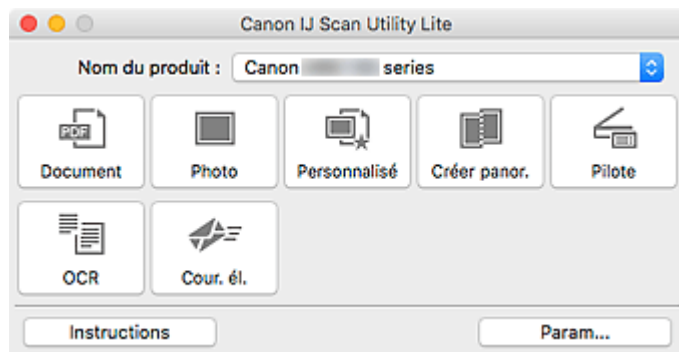 Canon IJ Scan Utility Lite
Nom du produit : Canon series
PDF
Document Photo Personnalisé Créer panor. Pilote
OCR Cour. él.
Instructions Param...